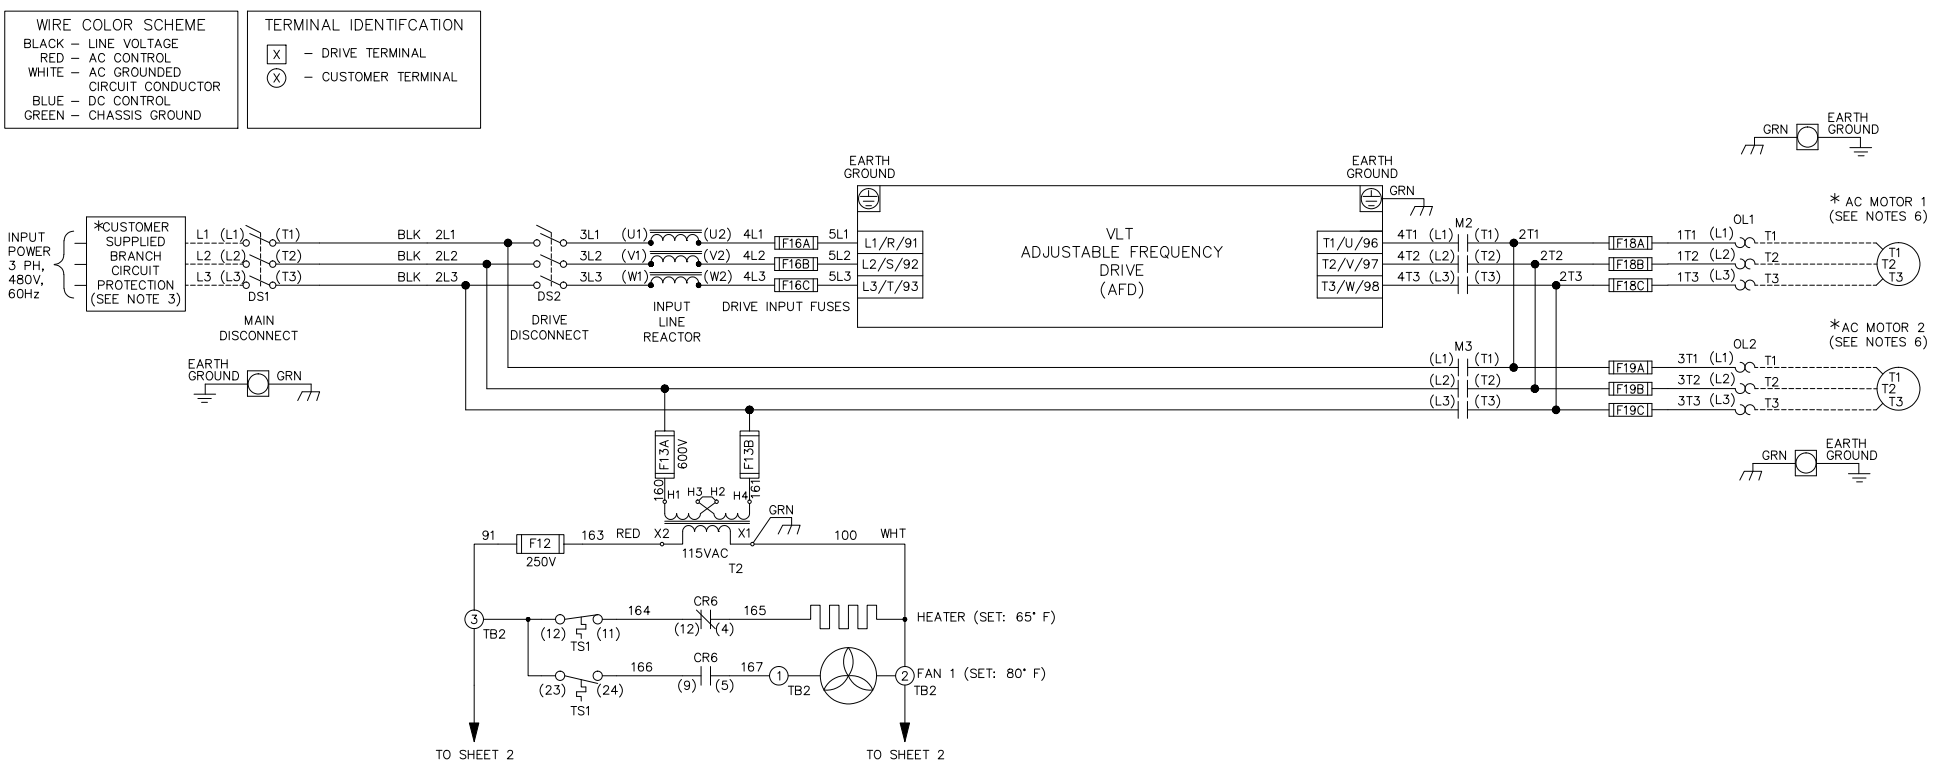 WIRE COLOR SCHEME
BLACK – LINE VOLTAGE
RED – AC CONTROL
WHITE – AC GROUNDED
CIRCUIT CONDUCTOR
BLUE – DC CONTROL
GREEN – CHASSIS GROUND
TERMINAL IDENTIFCATION
X – DRIVE TERMINAL
X – CUSTOMER TERMINAL
INPUT
POWER
3 PH,
480V,
60Hz
*CUSTOMER
SUPPLIED
BRANCH
CIRCUIT
PROTECTION
(SEE NOTE 3)
L1 (L1) (T1) BLK 2L1
L2 (L2) (T2) BLK 2L2
L3 (L3) (T3) BLK 2L3
DS1
MAIN
DISCONNECT
EARTH
GROUND GRN
3L1 (U1) (U2) 4L1 F16A 5L1
3L2 (V1) (V2) 4L2 F16B 5L2
3L3 (W1) (W2) 4L3 F16C 5L3
DS2
DRIVE
DISCONNECT
INPUT
LINE
REACTOR
DRIVE INPUT FUSES
EARTH
GROUND
L1/R/91
L2/S/92
L3/T/93
VLT
ADJUSTABLE FREQUENCY
DRIVE
(AFD)
EARTH
GROUND
GRN
T1/U/96
T2/V/97
T3/W/98
M2
4T1 (L1) (T1) 2T1 F18A 1T1 (L1) T1
4T2 (L2) (T2) 2T2 F18B 1T2 (L2) T2
4T3 (L3) (T3) 2T3 F18C 1T3 (L3) T3
OL1
GRN
EARTH
GROUND
* AC MOTOR 1
(SEE NOTES 6)
T1
T2
T3
M3
(L1) (T1) F19A 3T1 (L1) T1
(L2) (T2) F19B 3T2 (L2) T2
(L3) (T3) F19C 3T3 (L3) T3
OL2
*AC MOTOR 2
(SEE NOTES 6)
T1
T2
T3
GRN
EARTH
GROUND
F13A
600V
F13B
160
161
H1 H3 H2 H4
GRN
91 F12 163 RED X2 X1 100 WHT
250V
115VAC
T2
3
TB2
(12) (11)
TS1
164
CR6
(12) (4)
165
HEATER (SET: 65° F)
(23) (24)
TS1
166
CR6
(9) (5)
167
1
TB2
2
TB2
FAN 1 (SET: 80° F)
TO SHEET 2
TO SHEET 2